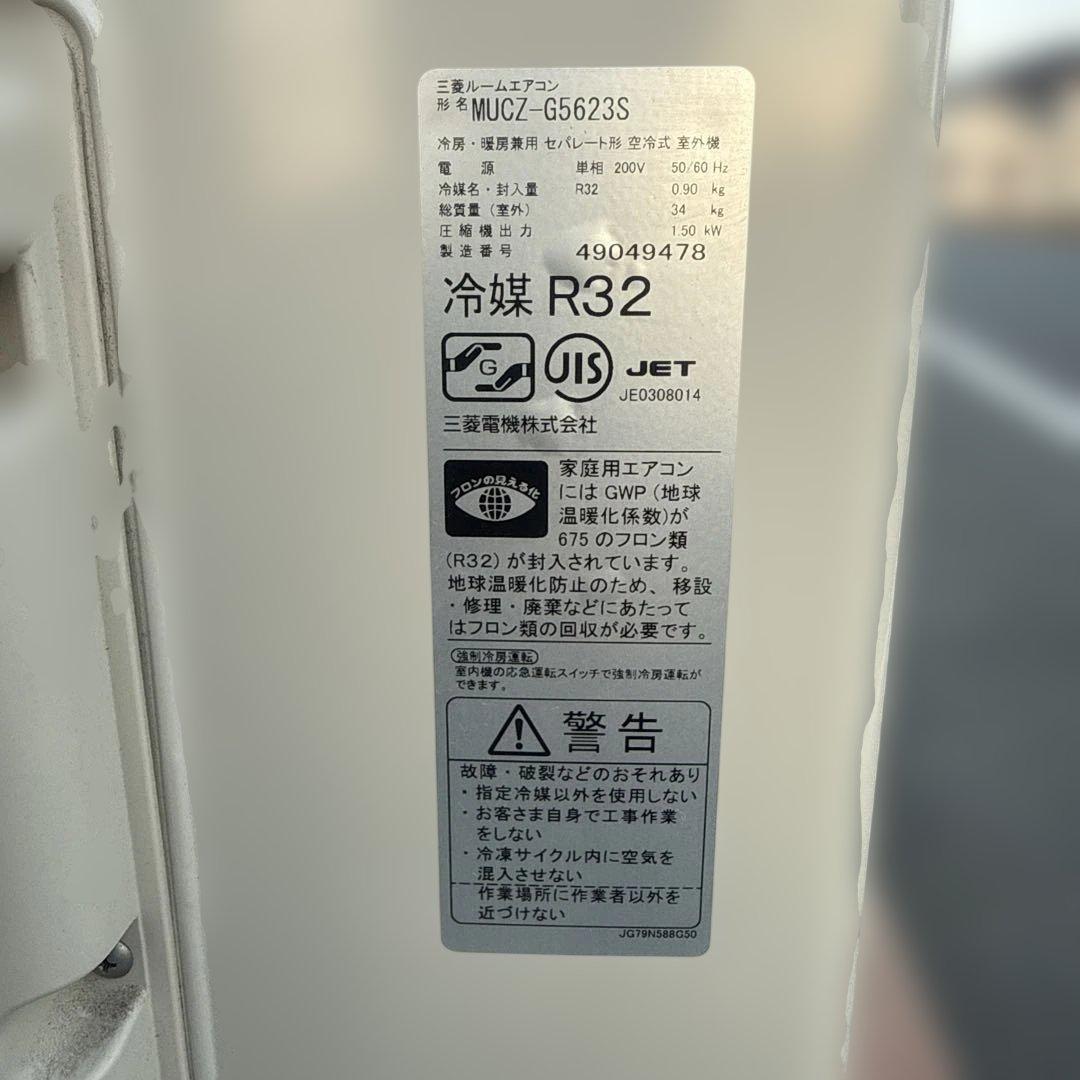 三菱ルームエアコン
形名 MUCZ-G5623S
冷房・暖房兼用 セパレート形 空冷式 室外機
電源 単相 200V 50/60 Hz
冷媒名・封入量 R32 0.90 kg
総質量（室外） 34 kg
圧縮機出力 1.50 kW
製造番号 49049478
冷媒 R32
G JIS JET
JE0308014
三菱電機株式会社
フロンの見える化
家庭用エアコン
には GWP（地球
温暖化係数)が
675 のフロン類
(R32) が封入されています。
地球温暖化防止のため、移設
・修理・廃棄などにあたって
はフロン類の回収が必要です。
強制冷房運転
室内機の応急運転スイッチで強制冷房運転が
できます。
警告
故障・破裂などのおそれあり
・指定冷媒以外を使用しない
・お客さま自身で工事作業
をしない
・冷凍サイクル内に空気を
混入させない
作業場所に作業者以外を
近づけない
JG79N588G50